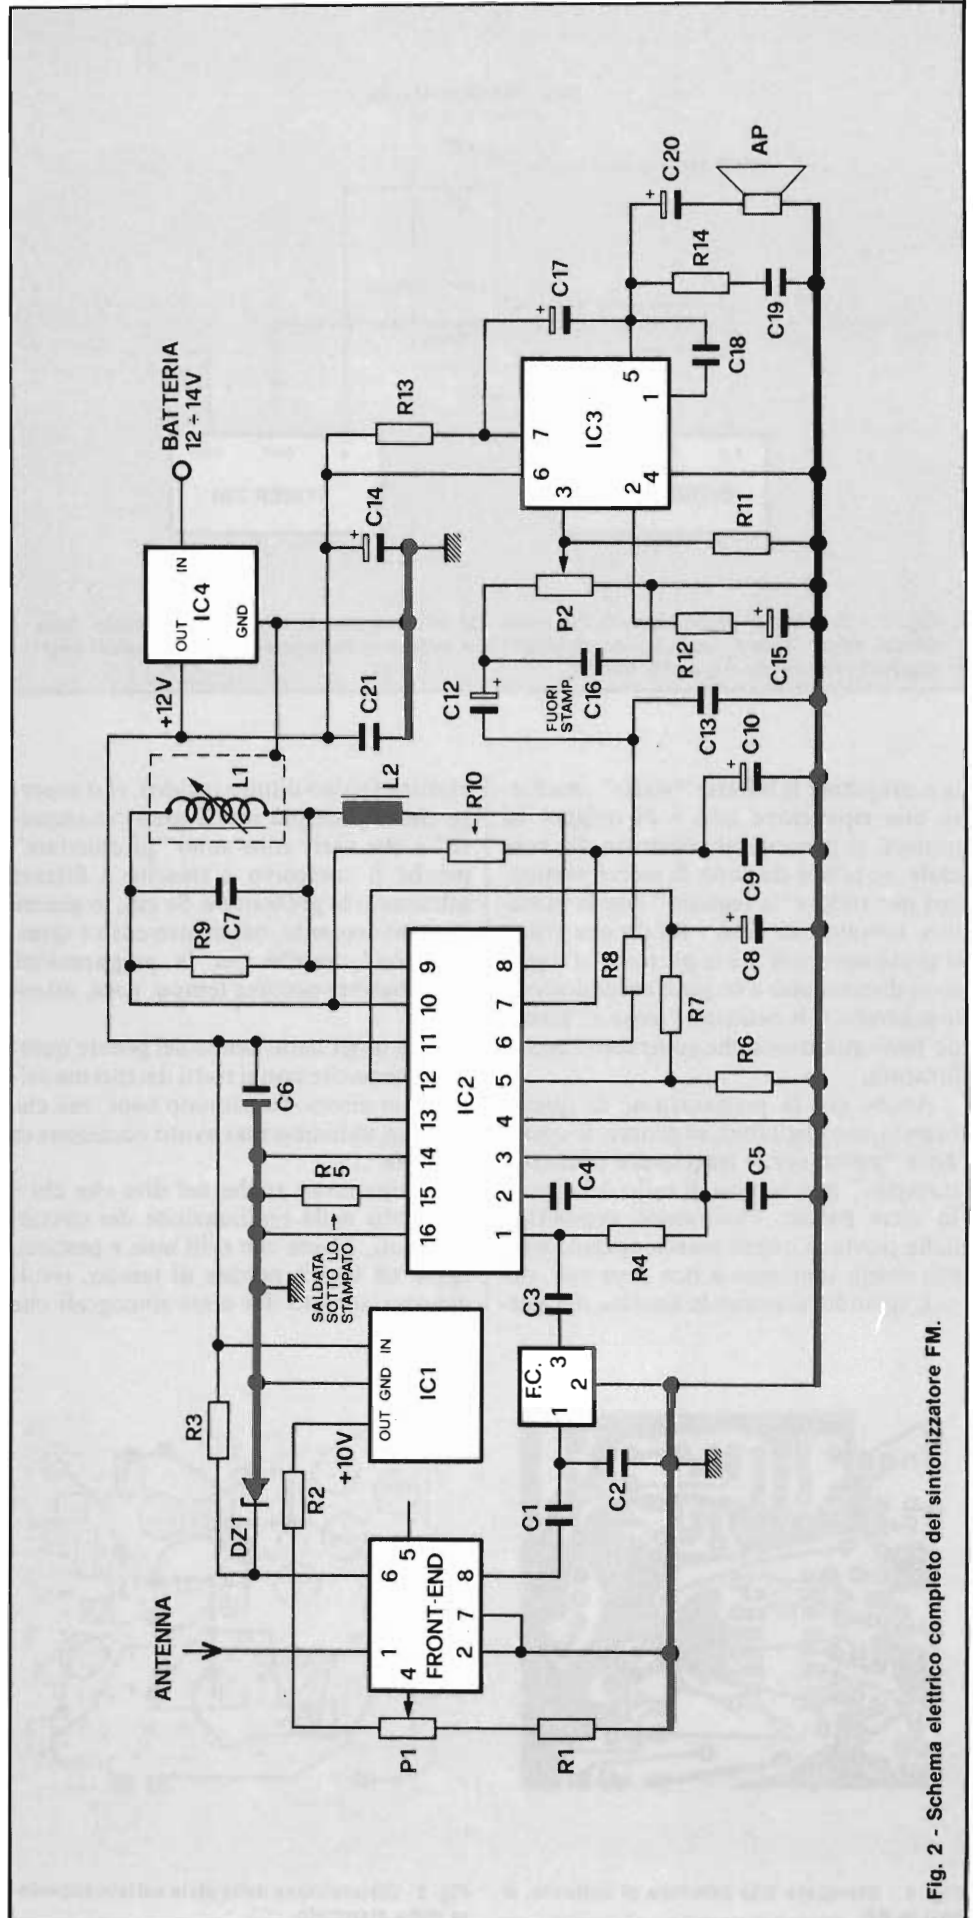 ANTENNA
P1
R1
4
1
FRONT-END
2 7
8
6
5
DZ1
R3
R2
+10V
OUT GND IN
IC1
C1
C2
1
F.C.
2
3
C3
SALDATA
SOTTO LO
STAMPATO
R
5
C6
16 15 14 13 12 11 10 9
IC2
1 2 3 4 5 6 7 8
R4
C4
C5
R6
R7
R8
R9
C7
L1
L2
R10
C8
C9
C10
+12V
OUT
IN
IC4
GND
BATTERIA
12 ÷ 14V
C21
C14
+
C12
+
FUORI
STAMP.
C16
C13
P2
R12
C15
+
R11
R13
6 7
3
IC3
2
4
1
5
C17
+
C18
R14
C19
C20
+
AP
Fig. 2 - Schema elettrico completo del sintonizzatore FM.